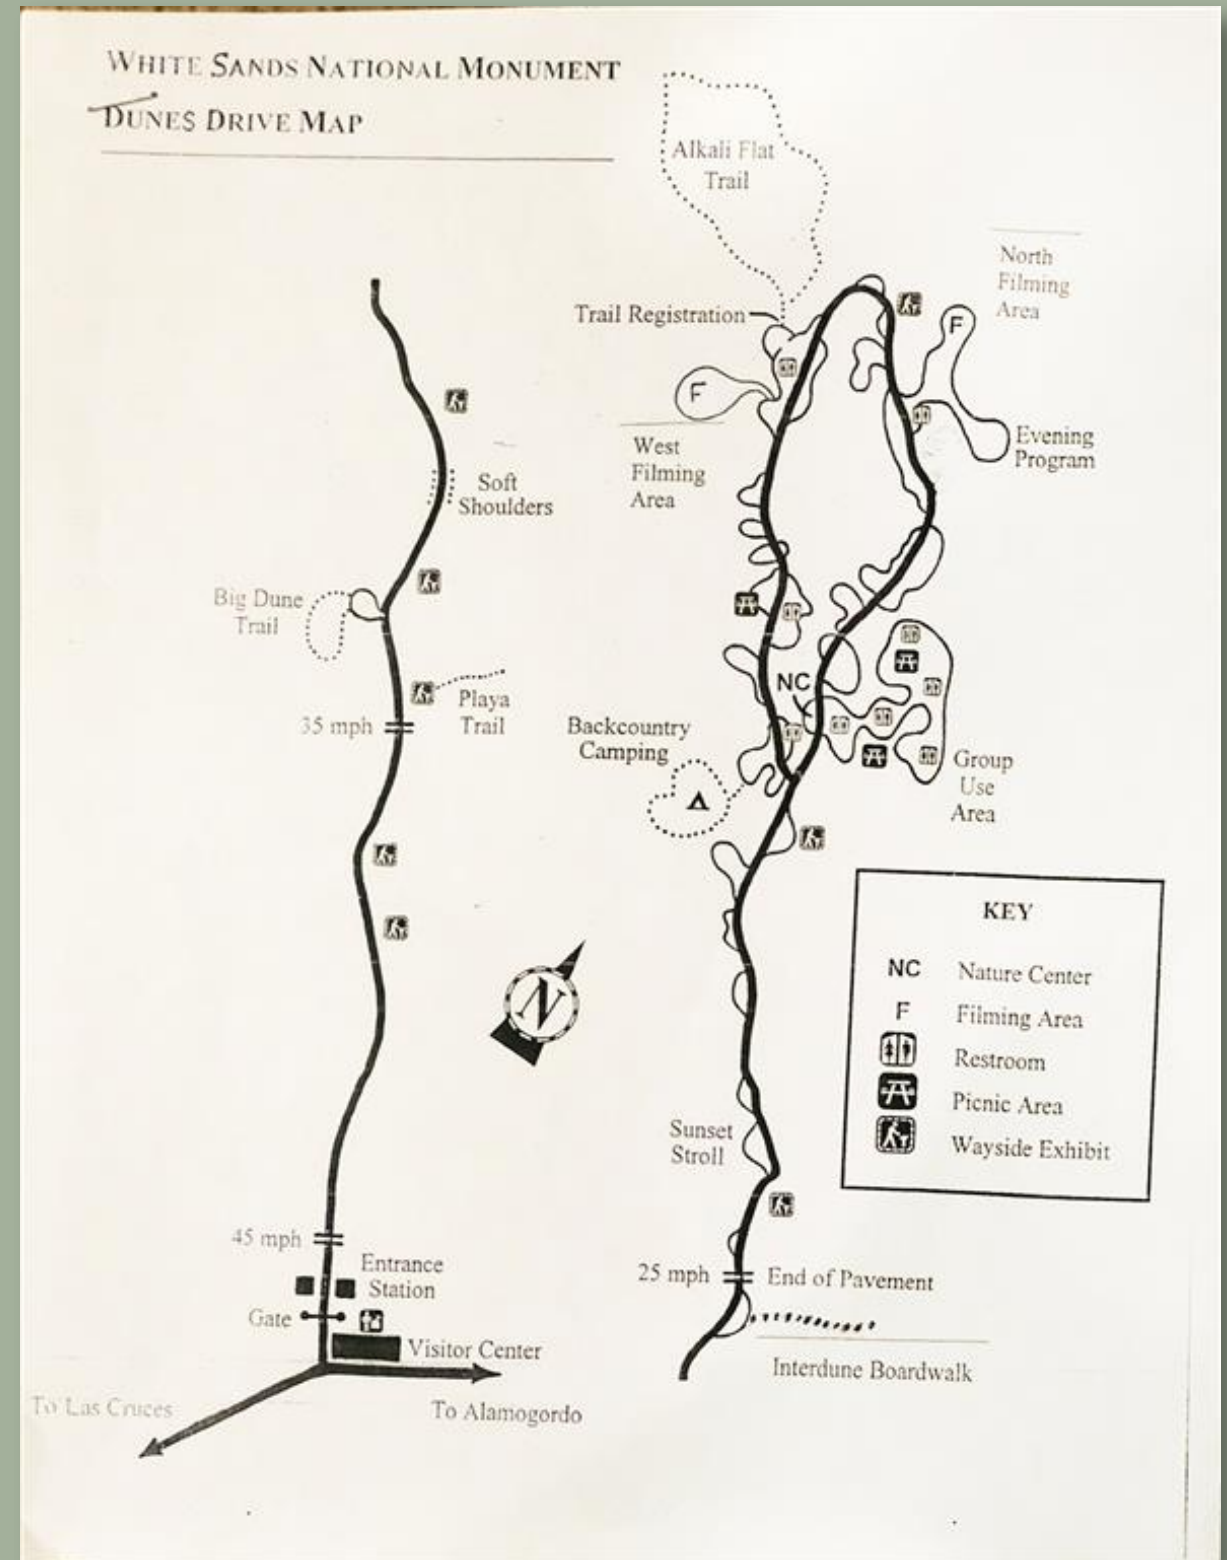 WHITE SANDS NATIONAL MONUMENT
DUNES DRIVE MAP
Alkali Flat
Trail
North
Filming
Area
Trail Registration
F
F
West
Filming
Area
Evening
Program
Soft
Shoulders
Big Dune
Trail
Playa
Trail
35 mph
NC
Backcountry
Camping
Group
Use
Area
KEY
NC Nature Center
F Filming Area
Restroom
Picnic Area
Wayside Exhibit
N
Sunset
Stroll
45 mph
Entrance
Station
Gate
Visitor Center
To Las Cruces
To Alamogordo
25 mph
End of Pavement
Interdune Boardwalk